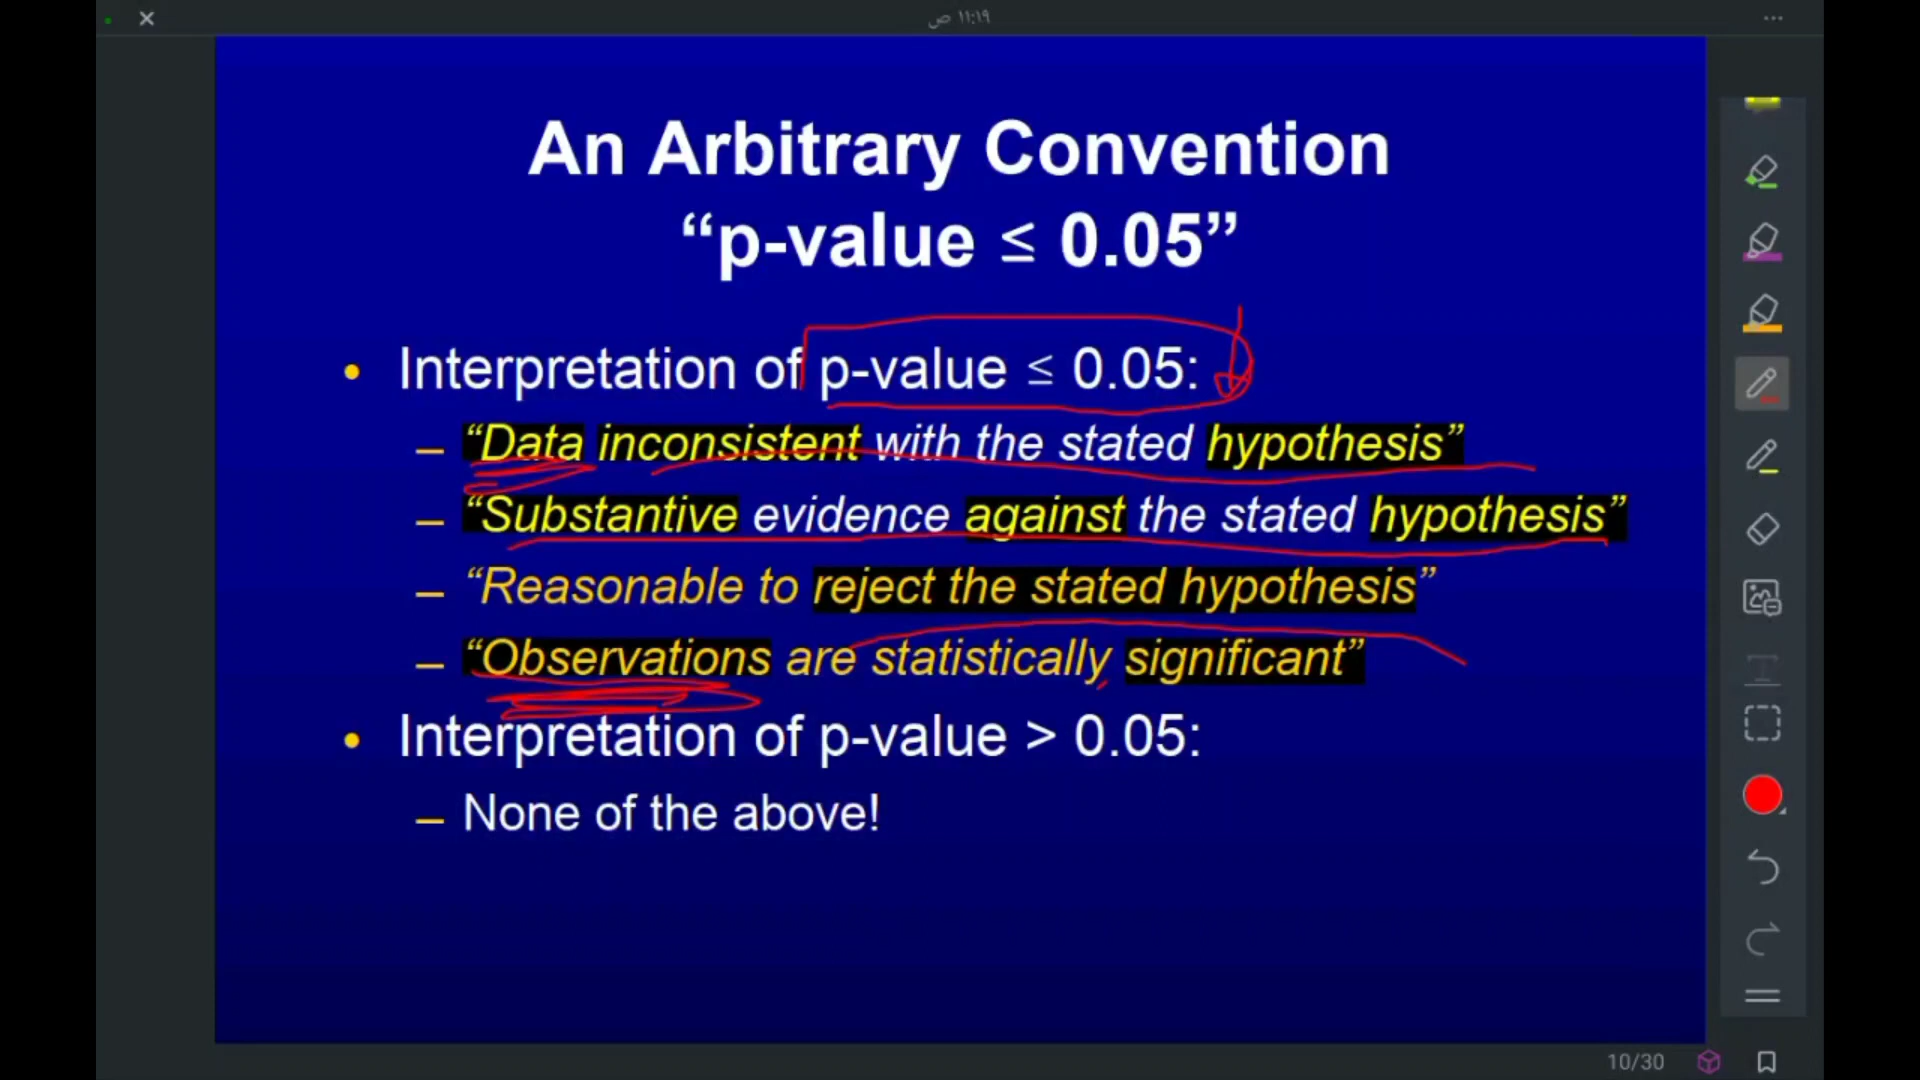 ١١:١٩ ص
An Arbitrary Convention
“p-value ≤ 0.05”
• Interpretation of p-value ≤ 0.05:
– “Data inconsistent with the stated hypothesis”
– “Substantive evidence against the stated hypothesis”
– “Reasonable to reject the stated hypothesis”
– “Observations are statistically significant”
• Interpretation of p-value > 0.05:
– None of the above!
10/30